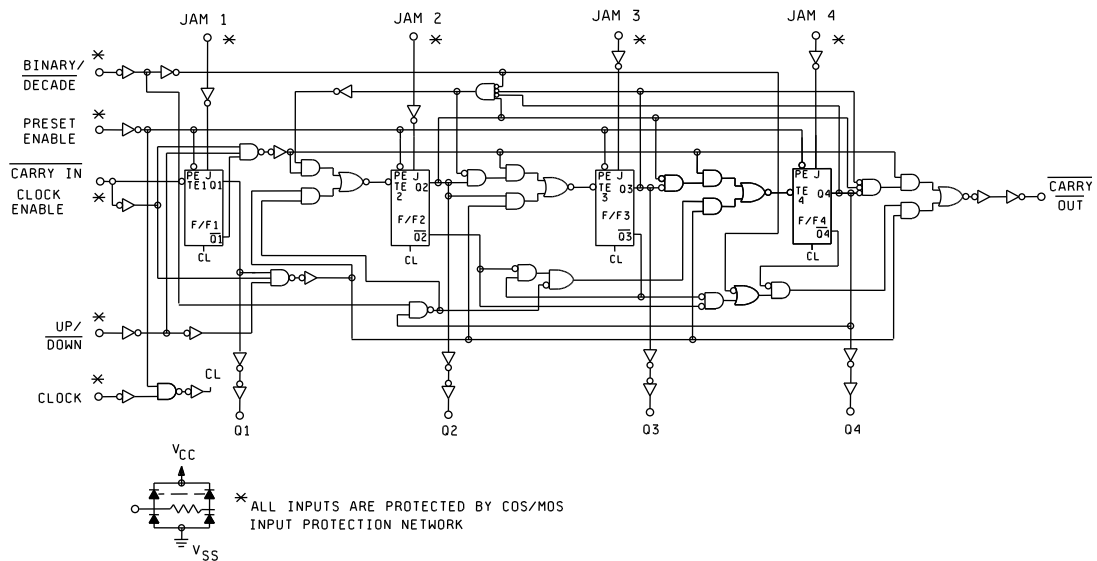 JAM 1
JAM 2
JAM 3
JAM 4
*
*
*
*
*
BINARY/
DECADE
*
PRESET
ENABLE
CARRY IN
CLOCK
ENABLE
*
PE J
TE1 Q1
F/F1
Q1
CL
PE J
TE
2
Q2
F/F2
Q2
CL
PE J
TE
3
Q3
F/F3
Q3
CL
PE J
TE
4
Q4
F/F4
Q4
CL
CARRY
OUT
*
UP/
DOWN
*
CLOCK
CL
Q1
Q2
Q3
Q4
VCC
VSS
* ALL INPUTS ARE PROTECTED BY COS/MOS
INPUT PROTECTION NETWORK